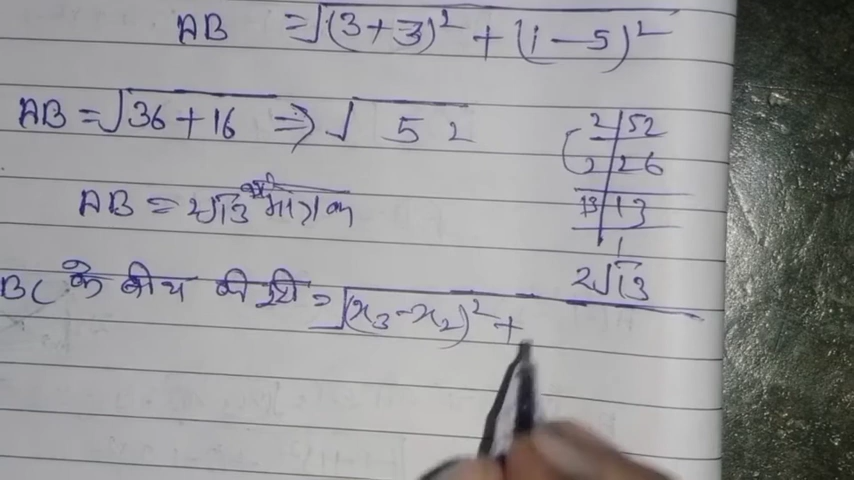 AB = √(3+3)² + (1-5)²
AB = √36+16 ⇒ √52
2|52
2|26
13|13
1
AB = 2√13 मात्रक
2√13
BC के बीच की दूरी = √(x₃-x₂)² +